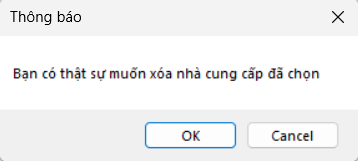 Thông báo
Bạn có thật sự muốn xóa nhà cung cấp đã chọn
OK
Cancel